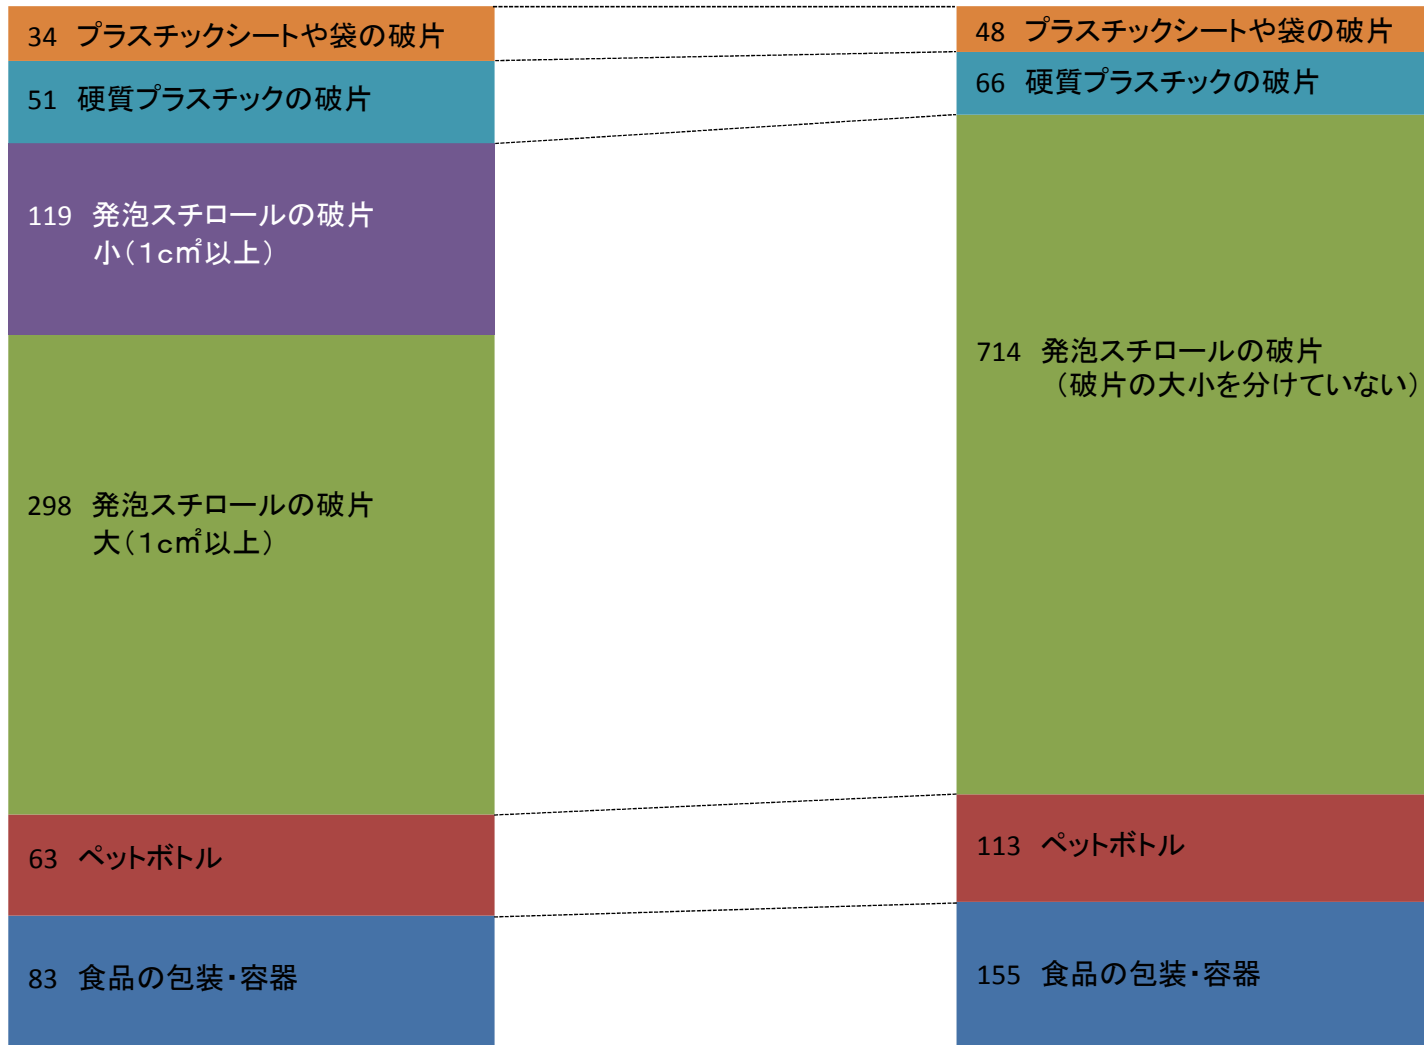 34 プラスチックシートや袋の破片
51 硬質プラスチックの破片
119 発泡スチロールの破片
小(1c㎡以上)
298 発泡スチロールの破片
大(1c㎡以上)
63 ペットボトル
83 食品の包装・容器
48 プラスチックシートや袋の破片
66 硬質プラスチックの破片
714 発泡スチロールの破片
(破片の大小を分けていない)
113 ペットボトル
155 食品の包装・容器